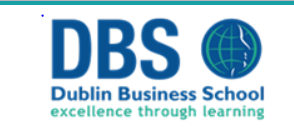 DBS
Dublin Business School
excellence through learning